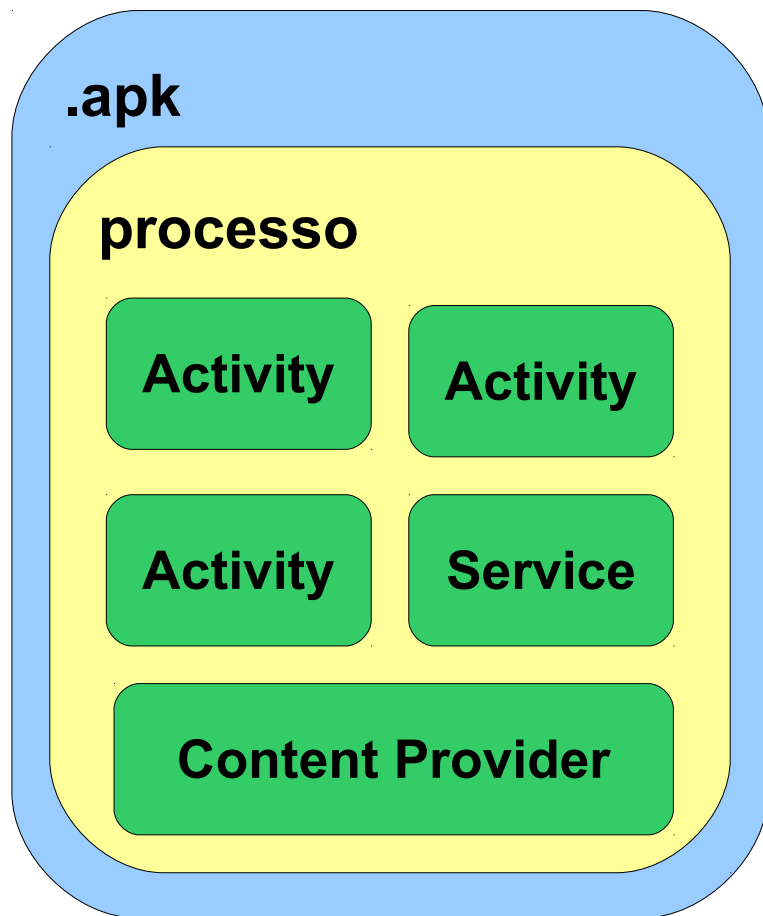 .apk
processo
Activity
Activity
Activity
Service
Content Provider